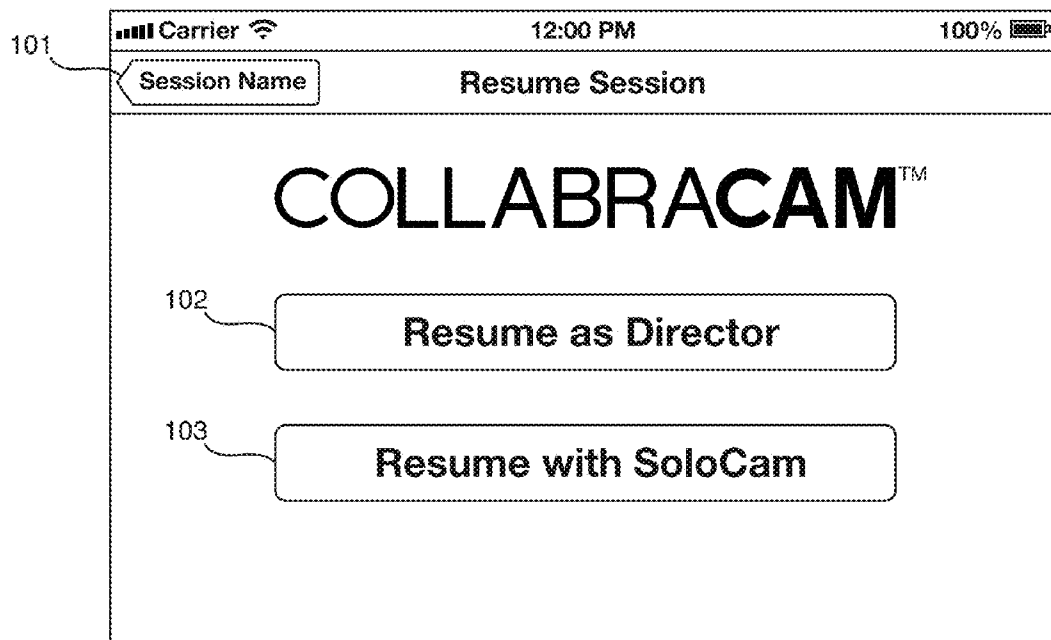 Carrier 12:00 PM 100%
101
Session Name Resume Session
COLLABRACAM™
102
Resume as Director
103
Resume with SoloCam